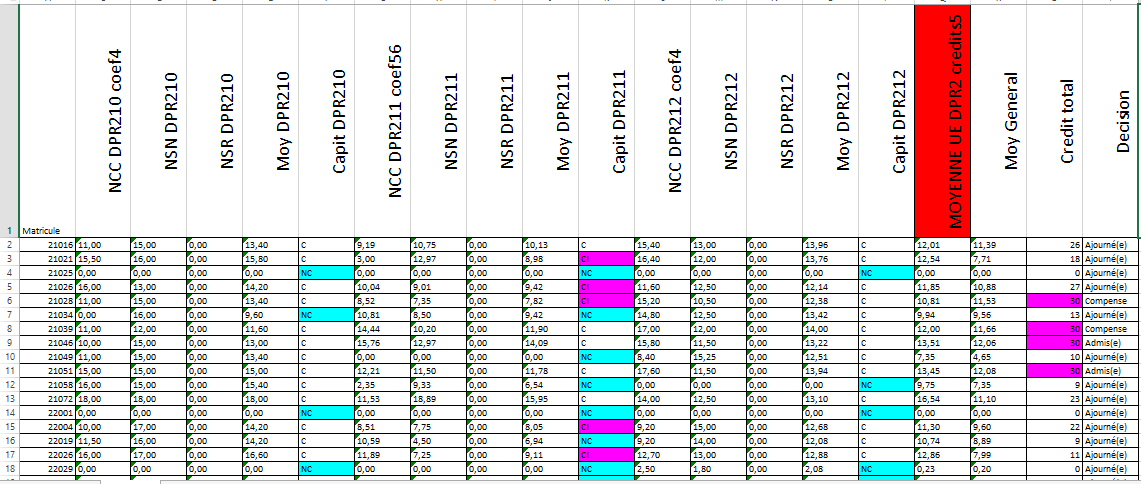 NCC DPR210 coef4 NSN DPR210 NSR DPR210 Moy DPR210 Capit DPR210 NCC DPR211 coef56 NSN DPR211 NSR DPR211 Moy DPR211 Capit DPR211 NCC DPR212 coef4 NSN DPR212 NSR DPR212 Moy DPR212 Capit DPR212 MOYENNE UE DPR2 credits5 Moy General Credit total Decision
1 Matricule
2 21016 11,00 15,00 0,00 13,40 C 9,19 10,75 0,00 10,13 C 15,40 13,00 0,00 13,96 C 12,01 11,39 26 Ajourné(e)
3 21021 15,50 16,00 0,00 15,80 C 3,00 12,97 0,00 8,98 CI 16,40 12,00 0,00 13,76 C 12,54 7,71 18 Ajourné(e)
4 21025 0,00 0,00 0,00 0,00 NC 0,00 0,00 0,00 0,00 NC 0,00 0,00 0,00 0,00 NC 0,00 0,00 0 Ajourné(e)
5 21026 16,00 13,00 0,00 14,20 C 10,04 9,01 0,00 9,42 CI 11,60 12,50 0,00 12,14 C 11,85 10,88 27 Ajourné(e)
6 21028 11,00 15,00 0,00 13,40 C 8,52 7,35 0,00 7,82 CI 15,20 10,50 0,00 12,38 C 10,81 11,53 30 Compense
7 21034 0,00 16,00 0,00 9,60 NC 10,81 8,50 0,00 9,42 NC 14,80 12,50 0,00 13,42 C 9,94 9,56 13 Ajourné(e)
8 21039 11,00 12,00 0,00 11,60 C 14,44 10,20 0,00 11,90 C 17,00 12,00 0,00 14,00 C 12,00 11,66 30 Compense
9 21046 10,00 15,00 0,00 13,00 C 15,76 12,97 0,00 14,09 C 15,80 11,50 0,00 13,22 C 13,51 12,06 30 Admis(e)
10 21049 11,00 15,00 0,00 13,40 C 0,00 0,00 0,00 0,00 NC 8,40 15,25 0,00 12,51 C 7,35 4,65 10 Ajourné(e)
11 21051 15,00 15,00 0,00 15,00 C 12,21 11,50 0,00 11,78 C 17,60 11,50 0,00 13,94 C 13,45 12,08 30 Admis(e)
12 21058 16,00 15,00 0,00 15,40 C 2,35 9,33 0,00 6,54 NC 0,00 0,00 0,00 0,00 NC 9,75 7,35 9 Ajourné(e)
13 21072 18,00 18,00 0,00 18,00 C 11,53 18,89 0,00 15,95 C 14,00 12,50 0,00 13,10 C 16,54 11,10 23 Ajourné(e)
14 22001 0,00 0,00 0,00 0,00 NC 0,00 0,00 0,00 0,00 NC 0,00 0,00 0,00 0,00 NC 0,00 0,00 0 Ajourné(e)
15 22004 10,00 17,00 0,00 14,20 C 8,51 7,75 0,00 8,05 CI 9,20 15,00 0,00 12,68 C 11,30 9,60 22 Ajourné(e)
16 22019 11,50 16,00 0,00 14,20 C 10,59 4,50 0,00 6,94 NC 9,20 14,00 0,00 12,08 C 10,74 8,89 9 Ajourné(e)
17 22026 16,00 17,00 0,00 16,60 C 11,89 7,25 0,00 9,11 CI 12,70 13,00 0,00 12,88 C 12,86 7,99 11 Ajourné(e)
18 22029 0,00 0,00 0,00 0,00 NC 0,00 0,00 0,00 0,00 NC 2,50 1,80 0,00 2,08 NC 0,23 0,20 0 Ajourné(e)